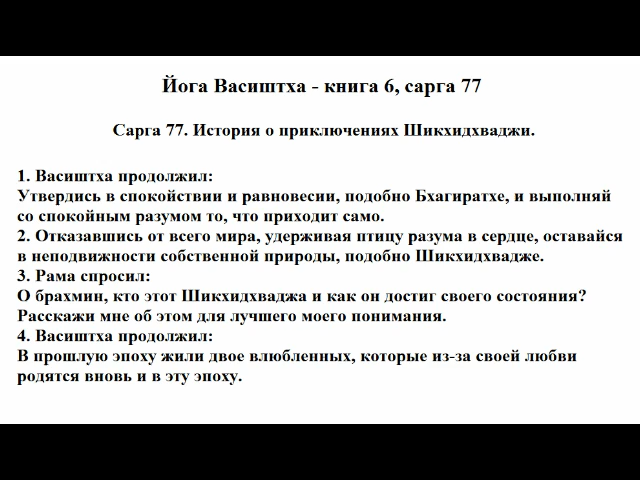 Йога Васиштха - книга 6, сарга 77
Сарга 77. История о приключениях Шикхидхваджи.
1. Васиштха продолжил:
Утвердись в спокойствии и равновесии, подобно Бхагиратхе, и выполняй
со спокойным разумом то, что приходит само.
2. Отказавшись от всего мира, удерживая птицу разума в сердце, оставайся
в неподвижности собственной природы, подобно Шикхидхвадже.
3. Рама спросил:
О брахмин, кто этот Шикхидхваджа и как он достиг своего состояния?
Расскажи мне об этом для лучшего моего понимания.
4. Васиштха продолжил:
В прошлую эпоху жили двое влюбленных, которые из-за своей любви
родятся вновь и в эту эпоху.